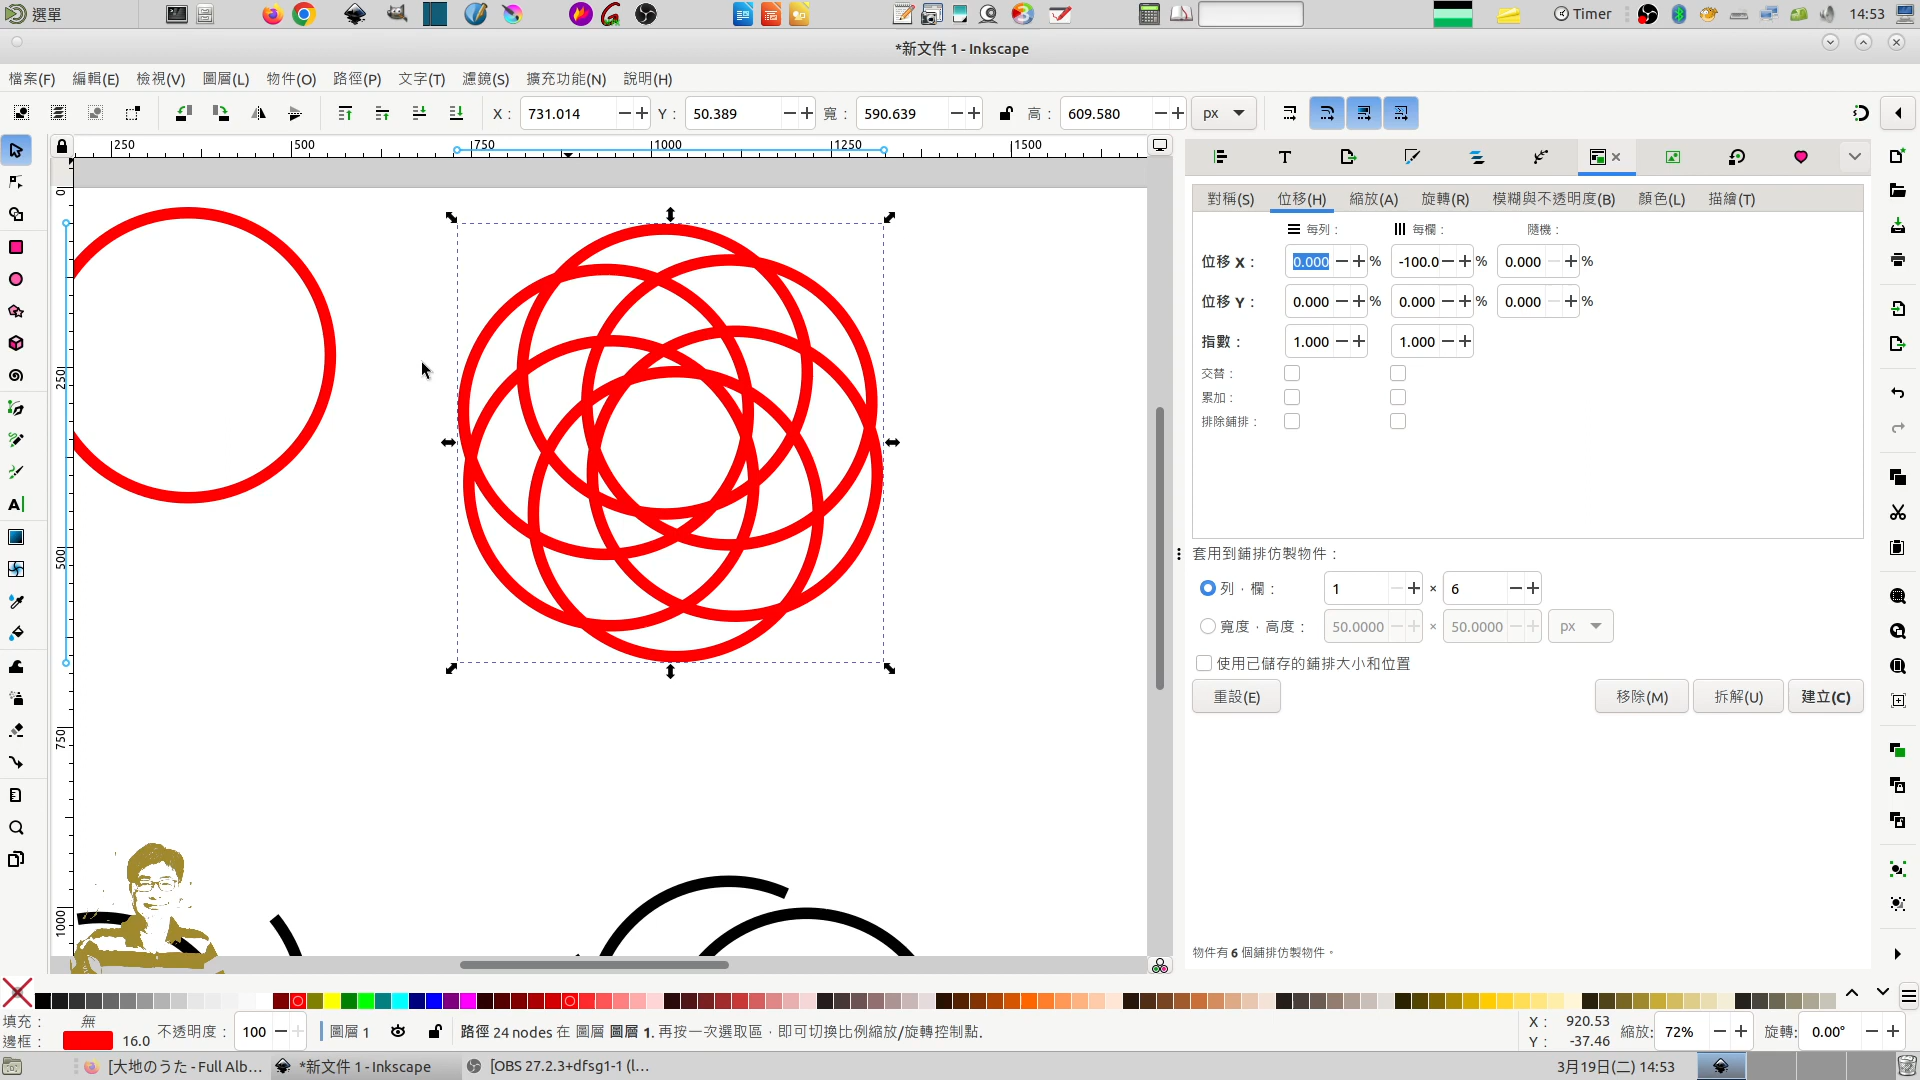 選單
Timer
14:53
*新文件 1 - Inkscape
檔案(F) 編輯(E) 檢視(V) 圖層(L) 物件(O) 路徑(P) 文字(T) 濾鏡(S) 擴充功能(N) 說明(H)
X : 731.014 Y : 50.389 寬 : 590.639 高 : 609.580 px
250 500 750 1000 1250 1500
0
250
500
750
1000
對稱(S) 位移(H) 縮放(A) 旋轉(R) 模糊與不透明度(B) 顏色(L) 描繪(T)
每列 : 每欄 : 隨機 :
位移 X : 0.000 % -100.0 % 0.000 %
位移 Y : 0.000 % 0.000 % 0.000 %
指數 : 1.000 1.000
交替 :
累加 :
排除鋪排 :
套用到鋪排仿製物件 :
列，欄 : 1 × 6
寬度，高度 : 50.0000 × 50.0000 px
使用已儲存的鋪排大小和位置
重設(E) 移除(M) 拆解(U) 建立(C)
物件有 6 個鋪排仿製物件。
填充 : 無
邊框 : 16.0
不透明度 : 100
圖層 1
路徑 24 nodes 在 圖層 圖層 1. 再按一次選取區，即可切換比例縮放/旋轉控制點.
X : 920.53
Y : -37.46
縮放: 72% 旋轉: 0.00°
[大地のうた - Full Alb... *新文件 1 - Inkscape [OBS 27.2.3+dfsg1-1 (l... 3月19日(二) 14:53